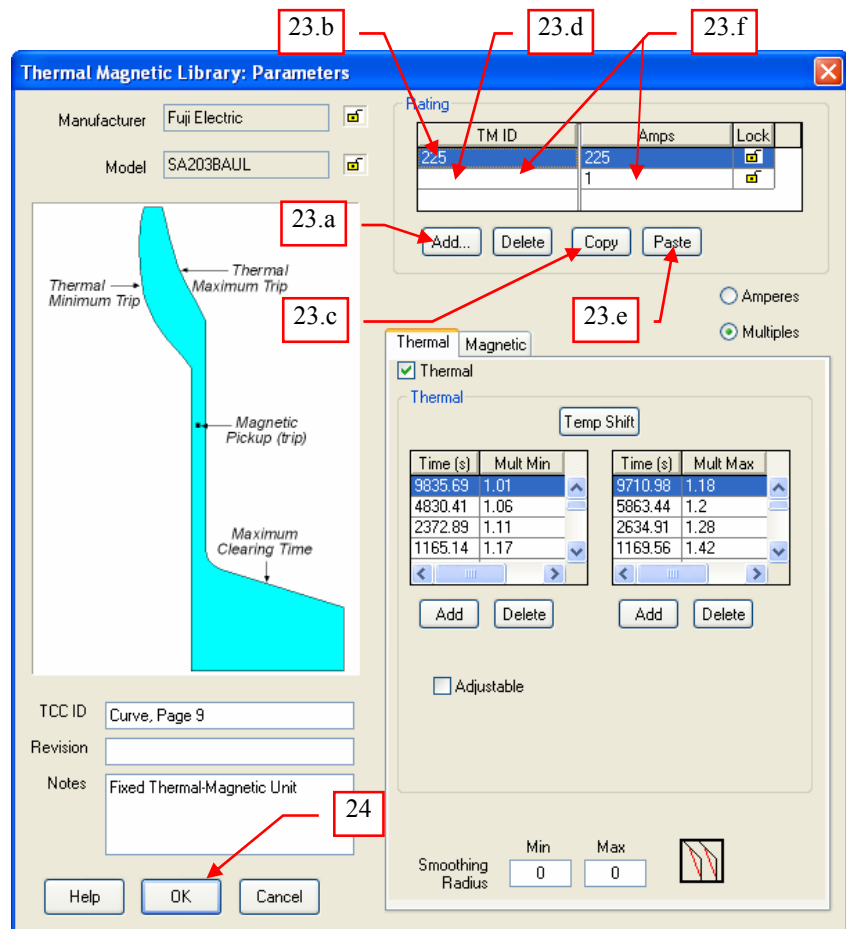 23.b
23.d
23.f
Thermal Magnetic Library: Parameters
Manufacturer
Fuji Electric
Model
SA203BAUL
Rating
TM ID
Amps
Lock
225
225
1
23.a
Add...
Delete
Copy
Paste
Thermal
Minimum Trip
Thermal
Maximum Trip
Magnetic
Pickup (trip)
Maximum
Clearing Time
23.c
23.e
Amperes
Multiples
Thermal
Magnetic
Thermal
Thermal
Temp Shift
Time (s) Mult Min
9835.69 1.01
4830.41 1.06
2372.89 1.11
1165.14 1.17
Time (s) Mult Max
9710.98 1.18
5863.44 1.2
2634.91 1.28
1169.56 1.42
Add
Delete
Add
Delete
Adjustable
TCC ID
Curve, Page 9
Revision
Notes
Fixed Thermal-Magnetic Unit
24
Smoothing
Radius
Min
Max
0
0
Help
OK
Cancel